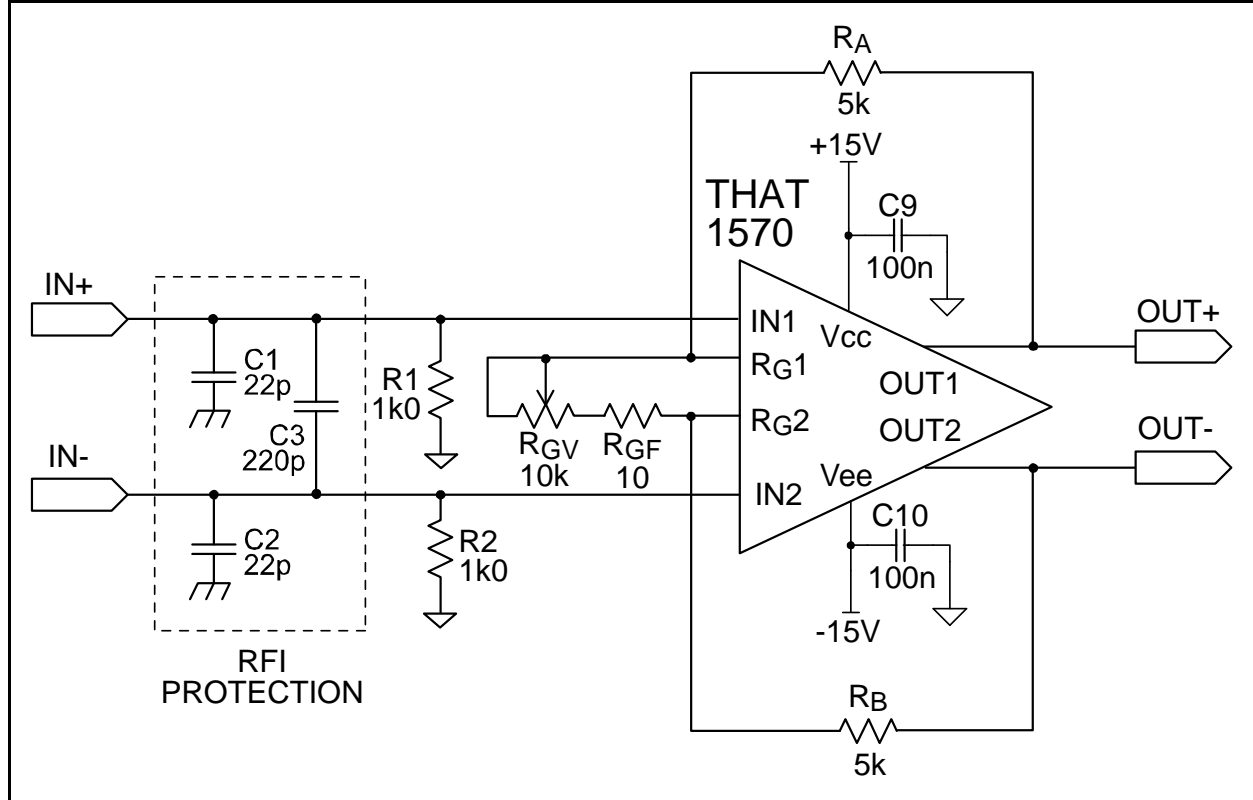 RA
5k
+15V
THAT
1570
C9
100n
IN+
IN1
Vcc
OUT+
C1
22p
R1
1k0
RG1
OUT1
C3
220p
RGV
10k
RGF
10
RG2
OUT2
IN-
OUT-
IN2
Vee
C2
22p
R2
1k0
C10
100n
-15V
RFI
PROTECTION
RB
5k